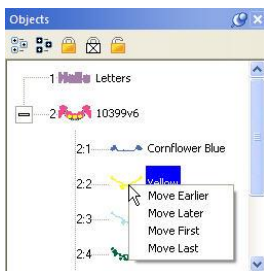 Objects
1 Hello Letters
2 10399v6
2:1 Cornflower Blue
2:2 Yellow
Move Earlier
2:3
Move Later
Move First
2:4
Move Last